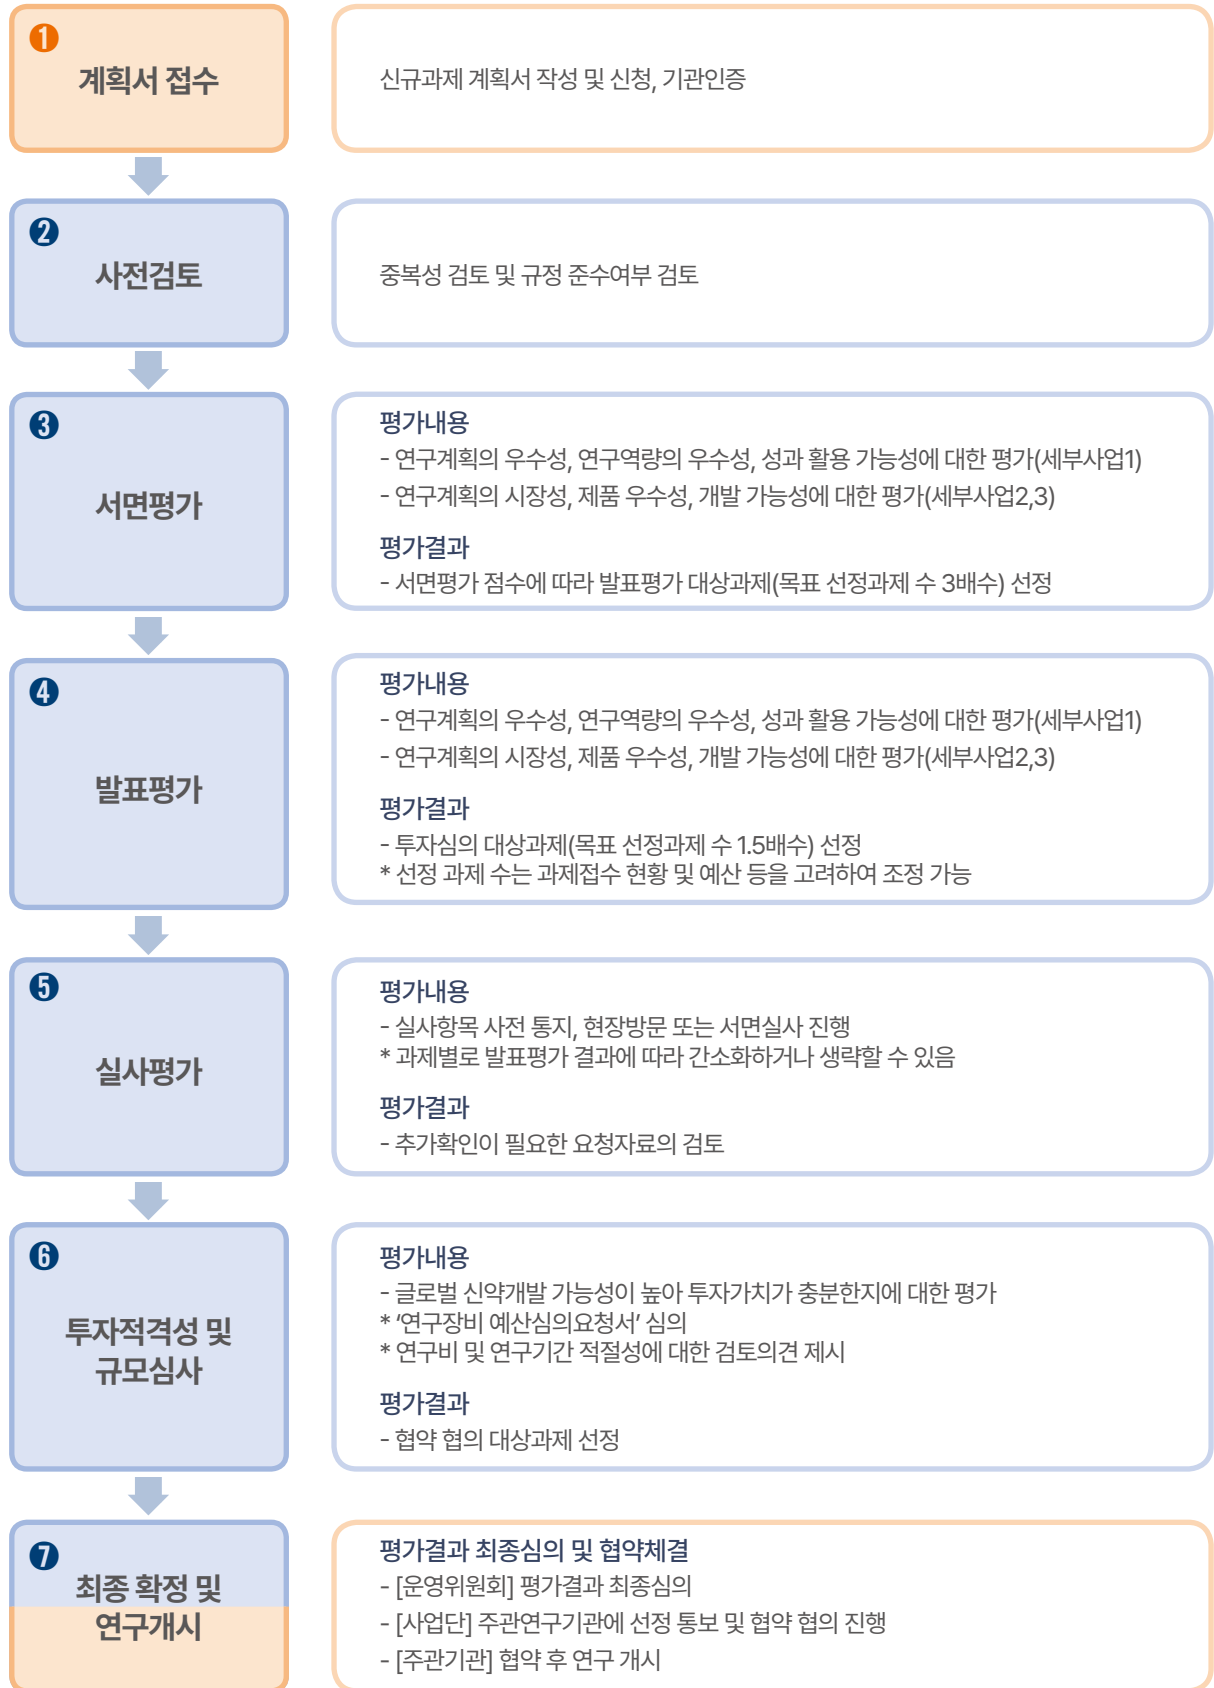 1
계획서 접수
신규과제 계획서 작성 및 신청, 기관인증
2
사전검토
중복성 검토 및 규정 준수여부 검토
3
서면평가
평가내용
- 연구계획의 우수성, 연구역량의 우수성, 성과 활용 가능성에 대한 평가(세부사업1)
- 연구계획의 시장성, 제품 우수성, 개발 가능성에 대한 평가(세부사업2,3)
평가결과
- 서면평가 점수에 따라 발표평가 대상과제(목표 선정과제 수 3배수) 선정
4
발표평가
평가내용
- 연구계획의 우수성, 연구역량의 우수성, 성과 활용 가능성에 대한 평가(세부사업1)
- 연구계획의 시장성, 제품 우수성, 개발 가능성에 대한 평가(세부사업2,3)
평가결과
- 투자심의 대상과제(목표 선정과제 수 1.5배수) 선정
* 선정 과제 수는 과제접수 현황 및 예산 등을 고려하여 조정 가능
5
실사평가
평가내용
- 실사항목 사전 통지, 현장방문 또는 서면실사 진행
* 과제별로 발표평가 결과에 따라 간소화하거나 생략할 수 있음
평가결과
- 추가확인이 필요한 요청자료의 검토
6
투자적격성 및
규모심사
평가내용
- 글로벌 신약개발 가능성이 높아 투자가치가 충분한지에 대한 평가
* ‘연구장비 예산심의요청서’ 심의
* 연구비 및 연구기간 적절성에 대한 검토의견 제시
평가결과
- 협약 협의 대상과제 선정
7
최종 확정 및
연구개시
평가결과 최종심의 및 협약체결
- [운영위원회] 평가결과 최종심의
- [사업단] 주관연구기관에 선정 통보 및 협약 협의 진행
- [주관기관] 협약 후 연구 개시